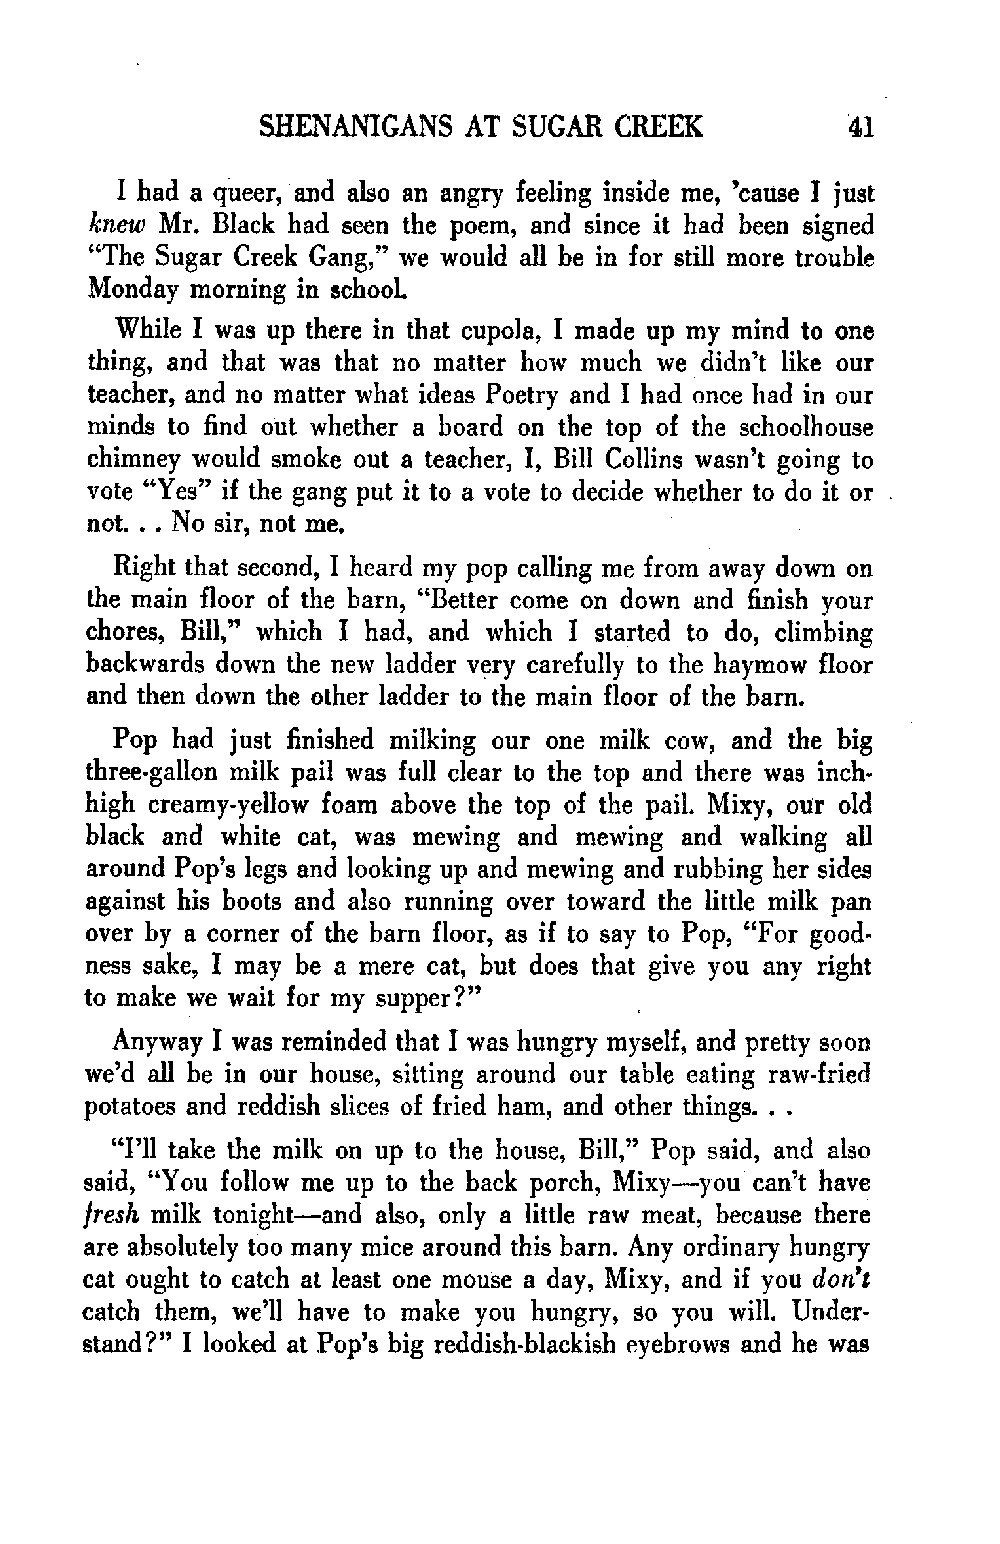 SHENANIGANS AT SUGAR CREEK 41
I had a queer, and also an angry feeling inside me, ’cause I just
knew Mr. Black had seen the poem, and since it had been signed
“The Sugar Creek Gang,” we would all be in for still more trouble
Monday morning in school.
While I was up there in that cupola, I made up my mind to one
thing, and that was that no matter how much we didn’t like our
teacher, and no matter what ideas Poetry and I had once had in our
minds to find out whether a board on the top of the schoolhouse
chimney would smoke out a teacher, I, Bill Collins wasn’t going to
vote “Yes” if the gang put it to a vote to decide whether to do it or
not. . . No sir, not me.
Right that second, I heard my pop calling me from away down on
the main floor of the barn, “Better come on down and finish your
chores, Bill,” which I had, and which I started to do, climbing
backwards down the new ladder very carefully to the haymow floor
and then down the other ladder to the main floor of the barn.
Pop had just finished milking our one milk cow, and the big
three-gallon milk pail was full clear to the top and there was inch-
high creamy-yellow foam above the top of the pail. Mixy, our old
black and white cat, was mewing and mewing and walking all
around Pop’s legs and looking up and mewing and rubbing her sides
against his boots and also running over toward the little milk pan
over by a corner of the barn floor, as if to say to Pop, “For good-
ness sake, I may be a mere cat, but does that give you any right
to make we wait for my supper?”
Anyway I was reminded that I was hungry myself, and pretty soon
we’d all be in our house, sitting around our table eating raw-fried
potatoes and reddish slices of fried ham, and other things. . .
“I’ll take the milk on up to the house, Bill,” Pop said, and also
said, “You follow me up to the back porch, Mixy—you can’t have
fresh milk tonight—and also, only a little raw meat, because there
are absolutely too many mice around this barn. Any ordinary hungry
cat ought to catch at least one mouse a day, Mixy, and if you don’t
catch them, we’ll have to make you hungry, so you will. Under-
stand?” I looked at Pop’s big reddish-blackish eyebrows and he was